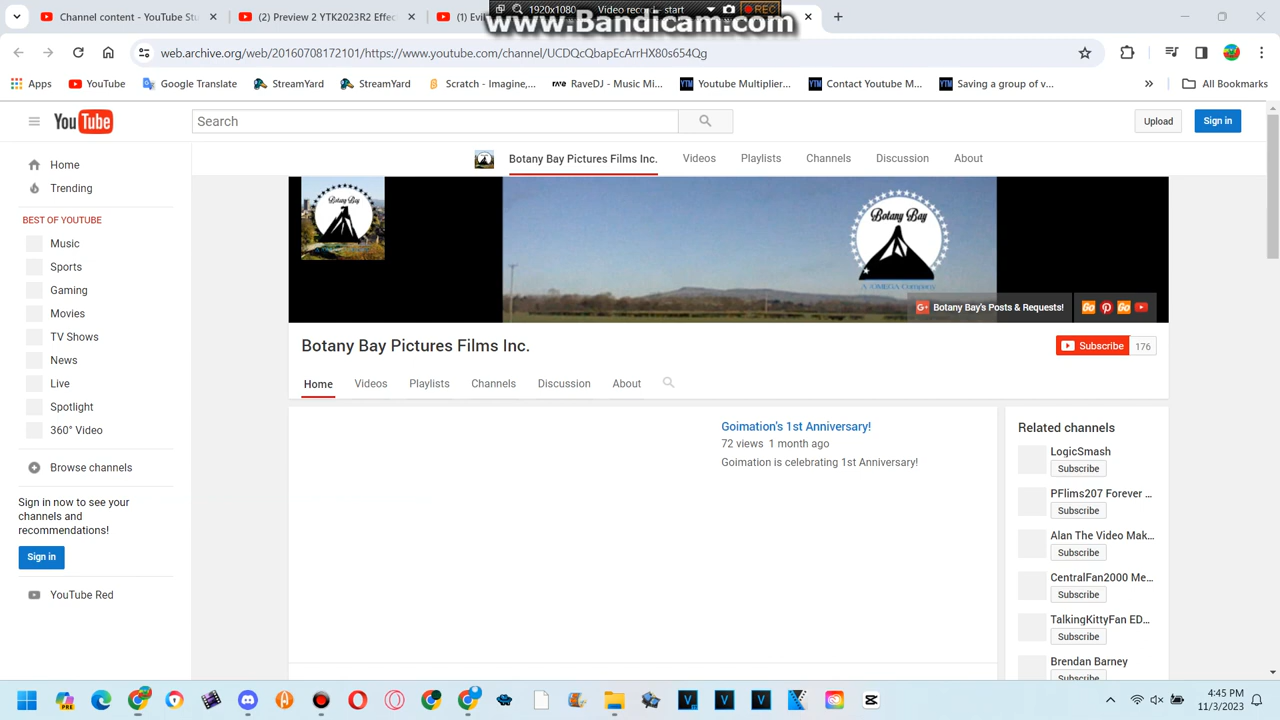 Channel content - YouTube St
(2) Preview 2 YTK2023R2 Effe
(1) Evil
1920x1080
Video rec
start
REC
www.Bandicam.com
web.archive.org/web/20160708172101/https://www.youtube.com/channel/UCDQcQbapEcArrHX80s654Qg
Apps
YouTube
Google Translate
StreamYard
StreamYard
Scratch - Imagine,...
RaveDJ - Music Mi...
Youtube Multiplier...
Contact Youtube M...
Saving a group of v...
»
All Bookmarks
YouTube
Search
Upload
Sign in
Botany Bay Pictures Films Inc.
Videos
Playlists
Channels
Discussion
About
Home
Trending
BEST OF YOUTUBE
Music
Sports
Gaming
Movies
TV Shows
News
Live
Spotlight
360° Video
Browse channels
Sign in now to see your
channels and
recommendations!
Sign in
YouTube Red
Botany Bay
Botany Bay
A OMEGA Company
Botany Bay's Posts & Requests!
Go
Go
Botany Bay Pictures Films Inc.
Subscribe
176
Home
Videos
Playlists
Channels
Discussion
About
Goimation's 1st Anniversary!
72 views 1 month ago
Goimation is celebrating 1st Anniversary!
Related channels
LogicSmash
Subscribe
PFlims207 Forever ...
Subscribe
Alan The Video Mak...
Subscribe
CentralFan2000 Me...
Subscribe
TalkingKittyFan ED...
Subscribe
Brendan Barney
Subscribe
PRE
4:45 PM
11/3/2023